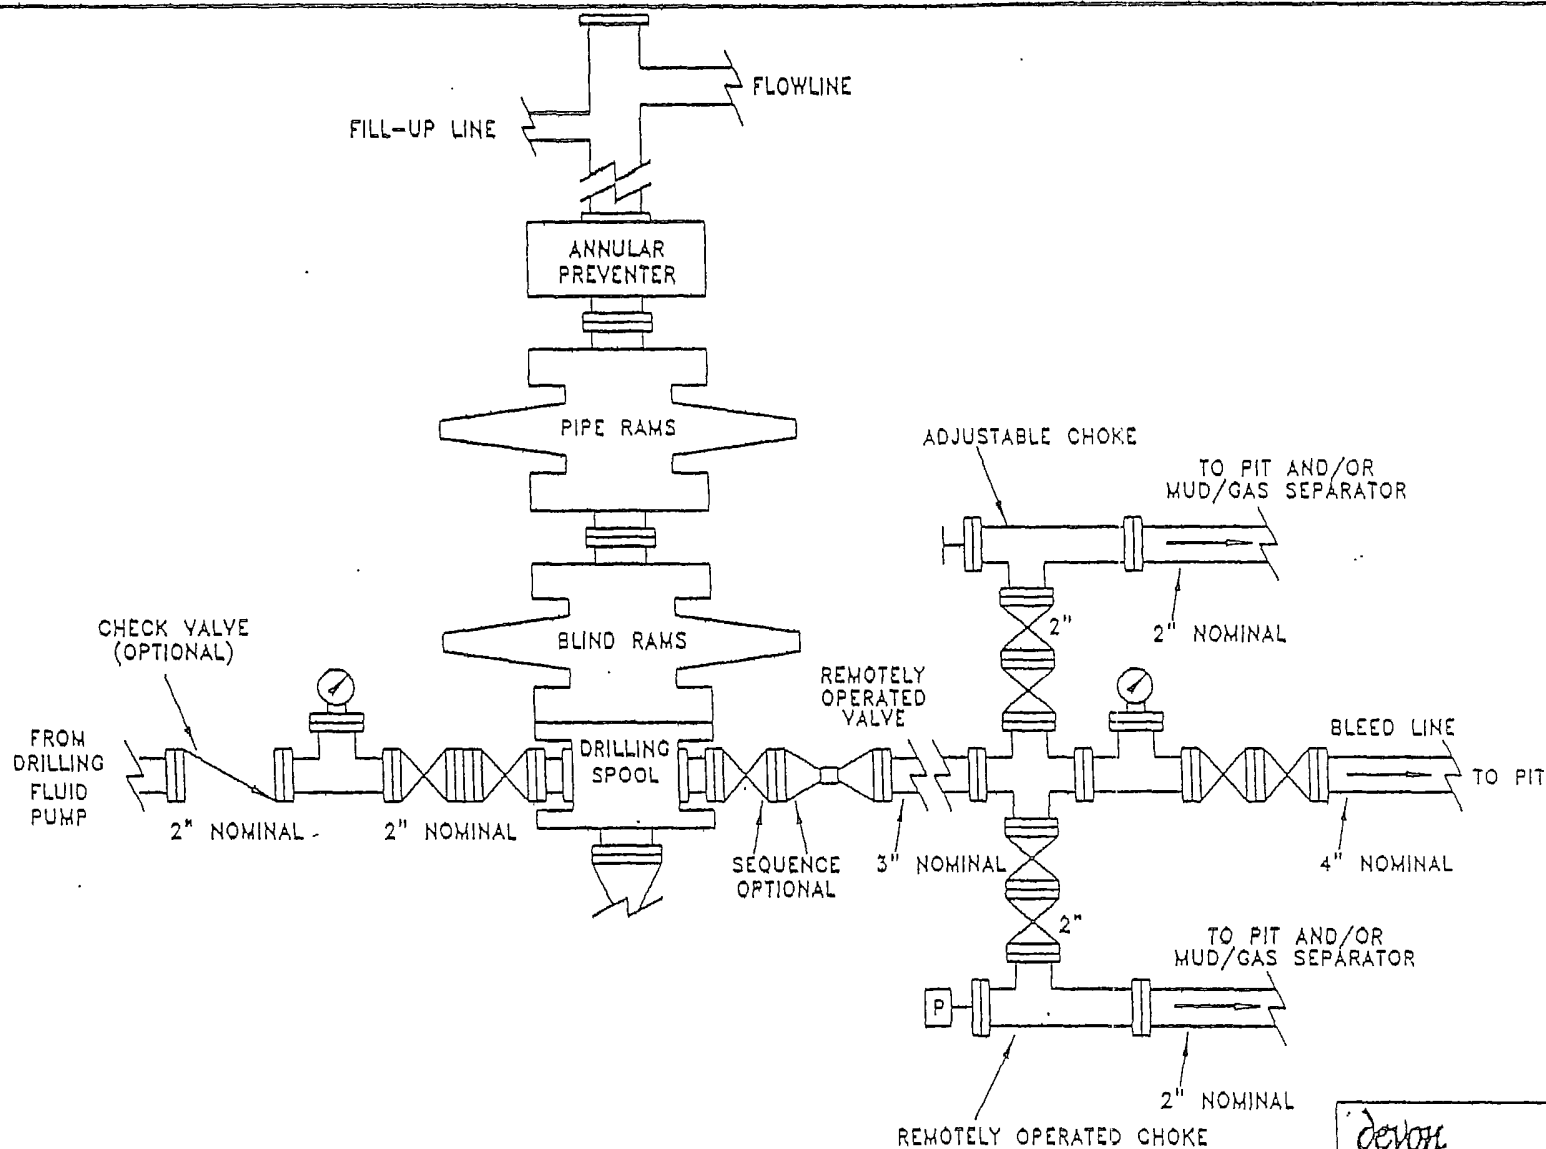 FLOWLINE
FILL-UP LINE
ANNULAR
PREVENTER
PIPE RAMS
ADJUSTABLE CHOKE
TO PIT AND/OR
MUD/GAS SEPARATOR
2"
2" NOMINAL
BLIND RAMS
CHECK VALVE
(OPTIONAL)
REMOTELY
OPERATED
VALVE
FROM
DRILLING
FLUID
PUMP
DRILLING
SPOOL
BLEED LINE
TO PIT
2" NOMINAL
2" NOMINAL
SEQUENCE
OPTIONAL
3" NOMINAL
4" NOMINAL
2"
TO PIT AND/OR
MUD/GAS SEPARATOR
P
2" NOMINAL
REMOTELY OPERATED CHOKE
devon